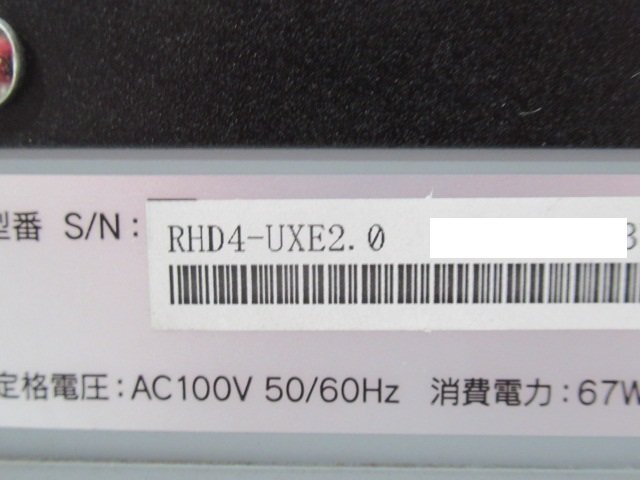 型番 S/N : RHD4-UXE2.0
定格電圧 : AC100V 50/60Hz 消費電力 : 67W